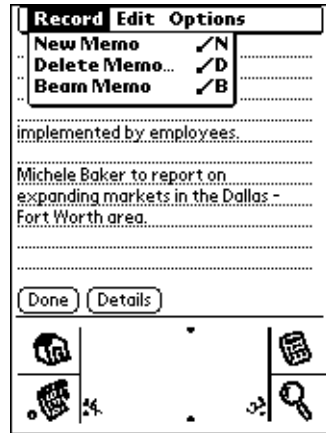 Record Edit Options
New Memo /N
Delete Memo... /D
Beam Memo /B
implemented by employees.
Michele Baker to report on
expanding markets in the Dallas -
Fort Worth area.
Done Details